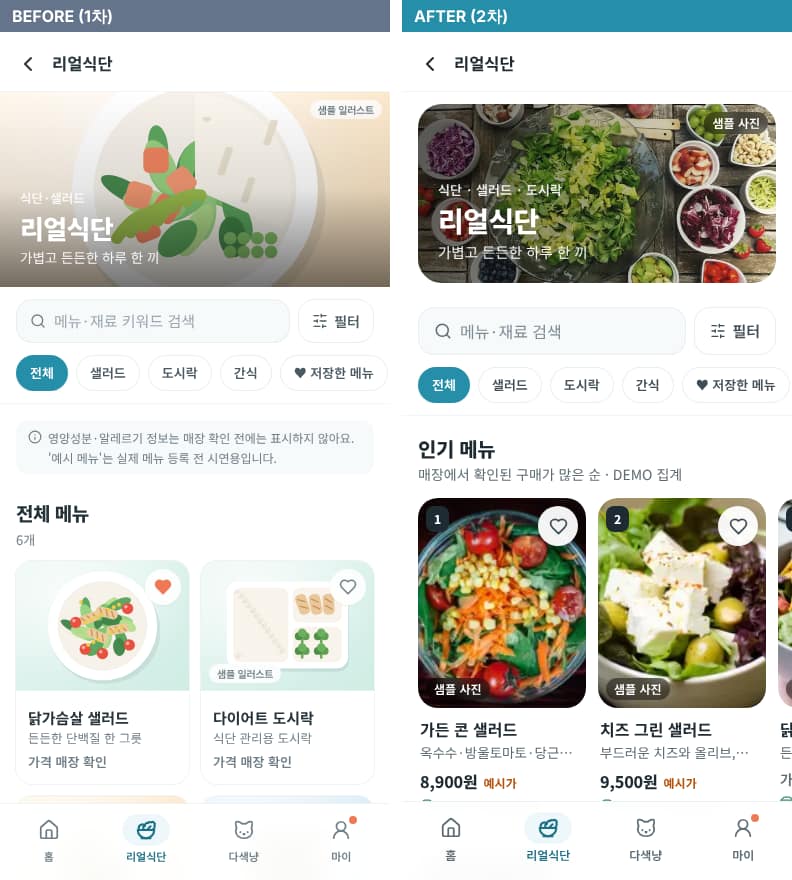 BEFORE (1차)
리얼식단
샘플 일러스트
식단·샐러드
리얼식단
가볍고 든든한 하루 한 끼
메뉴·재료 키워드 검색
필터
전체
샐러드
도시락
간식
♥ 저장한 메뉴
영양성분·알레르기 정보는 매장 확인 전에는 표시하지 않아요.
'예시 메뉴'는 실제 메뉴 등록 전 시연용입니다.
전체 메뉴
6개
닭가슴살 샐러드
든든한 단백질 한 그릇
가격 매장 확인
샘플 일러스트
다이어트 도시락
식단 관리용 도시락
가격 매장 확인
홈
리얼식단
다색냥
마이
AFTER (2차)
리얼식단
샘플 사진
식단 · 샐러드 · 도시락
리얼식단
가볍고 든든한 하루 한 끼
메뉴·재료 검색
필터
전체
샐러드
도시락
간식
♥ 저장한 메뉴
인기 메뉴
매장에서 확인된 구매가 많은 순 · DEMO 집계
1
샘플 사진
가든 콘 샐러드
옥수수·방울토마토·당근…
8,900원 예시가
2
샘플 사진
치즈 그린 샐러드
부드러운 치즈와 올리브,…
9,500원 예시가
홈
리얼식단
다색냥
마이